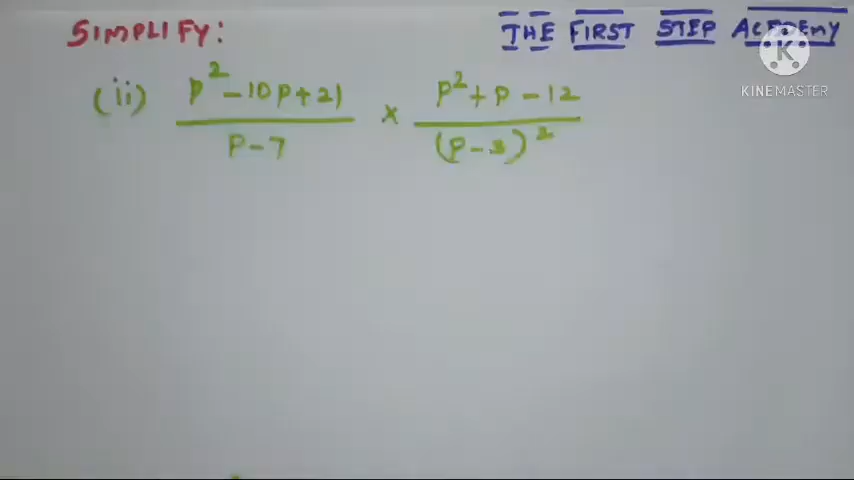 SIMPLIFY:
THE FIRST STEP ACADEMY
KINEMASTER
(ii) p² - 10p + 21 / p - 7 × p² + p - 12 / (p - 3)²